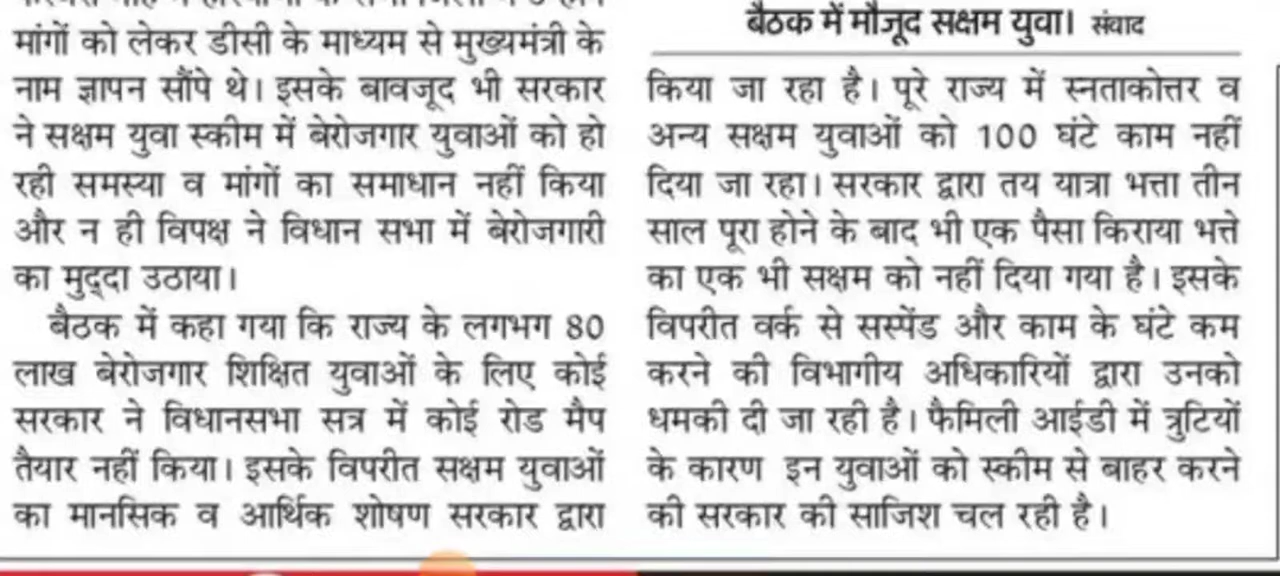 मांगों को लेकर डीसी के माध्यम से मुख्यमंत्री के
नाम ज्ञापन सौंपे थे। इसके बावजूद भी सरकार
ने सक्षम युवा स्कीम में बेरोजगार युवाओं को हो
रही समस्या व मांगों का समाधान नहीं किया
और न ही विपक्ष ने विधान सभा में बेरोजगारी
का मुद्दा उठाया।
बैठक में कहा गया कि राज्य के लगभग 80
लाख बेरोजगार शिक्षित युवाओं के लिए कोई
सरकार ने विधानसभा सत्र में कोई रोड मैप
तैयार नहीं किया। इसके विपरीत सक्षम युवाओं
का मानसिक व आर्थिक शोषण सरकार द्वारा
बैठक में मौजूद सक्षम युवा। संवाद
किया जा रहा है। पूरे राज्य में स्नताकोत्तर व
अन्य सक्षम युवाओं को 100 घंटे काम नहीं
दिया जा रहा। सरकार द्वारा तय यात्रा भत्ता तीन
साल पूरा होने के बाद भी एक पैसा किराया भत्ते
का एक भी सक्षम को नहीं दिया गया है। इसके
विपरीत वर्क से सस्पेंड और काम के घंटे कम
करने की विभागीय अधिकारियों द्वारा उनको
धमकी दी जा रही है। फैमिली आईडी में त्रुटियों
के कारण इन युवाओं को स्कीम से बाहर करने
की सरकार की साजिश चल रही है।